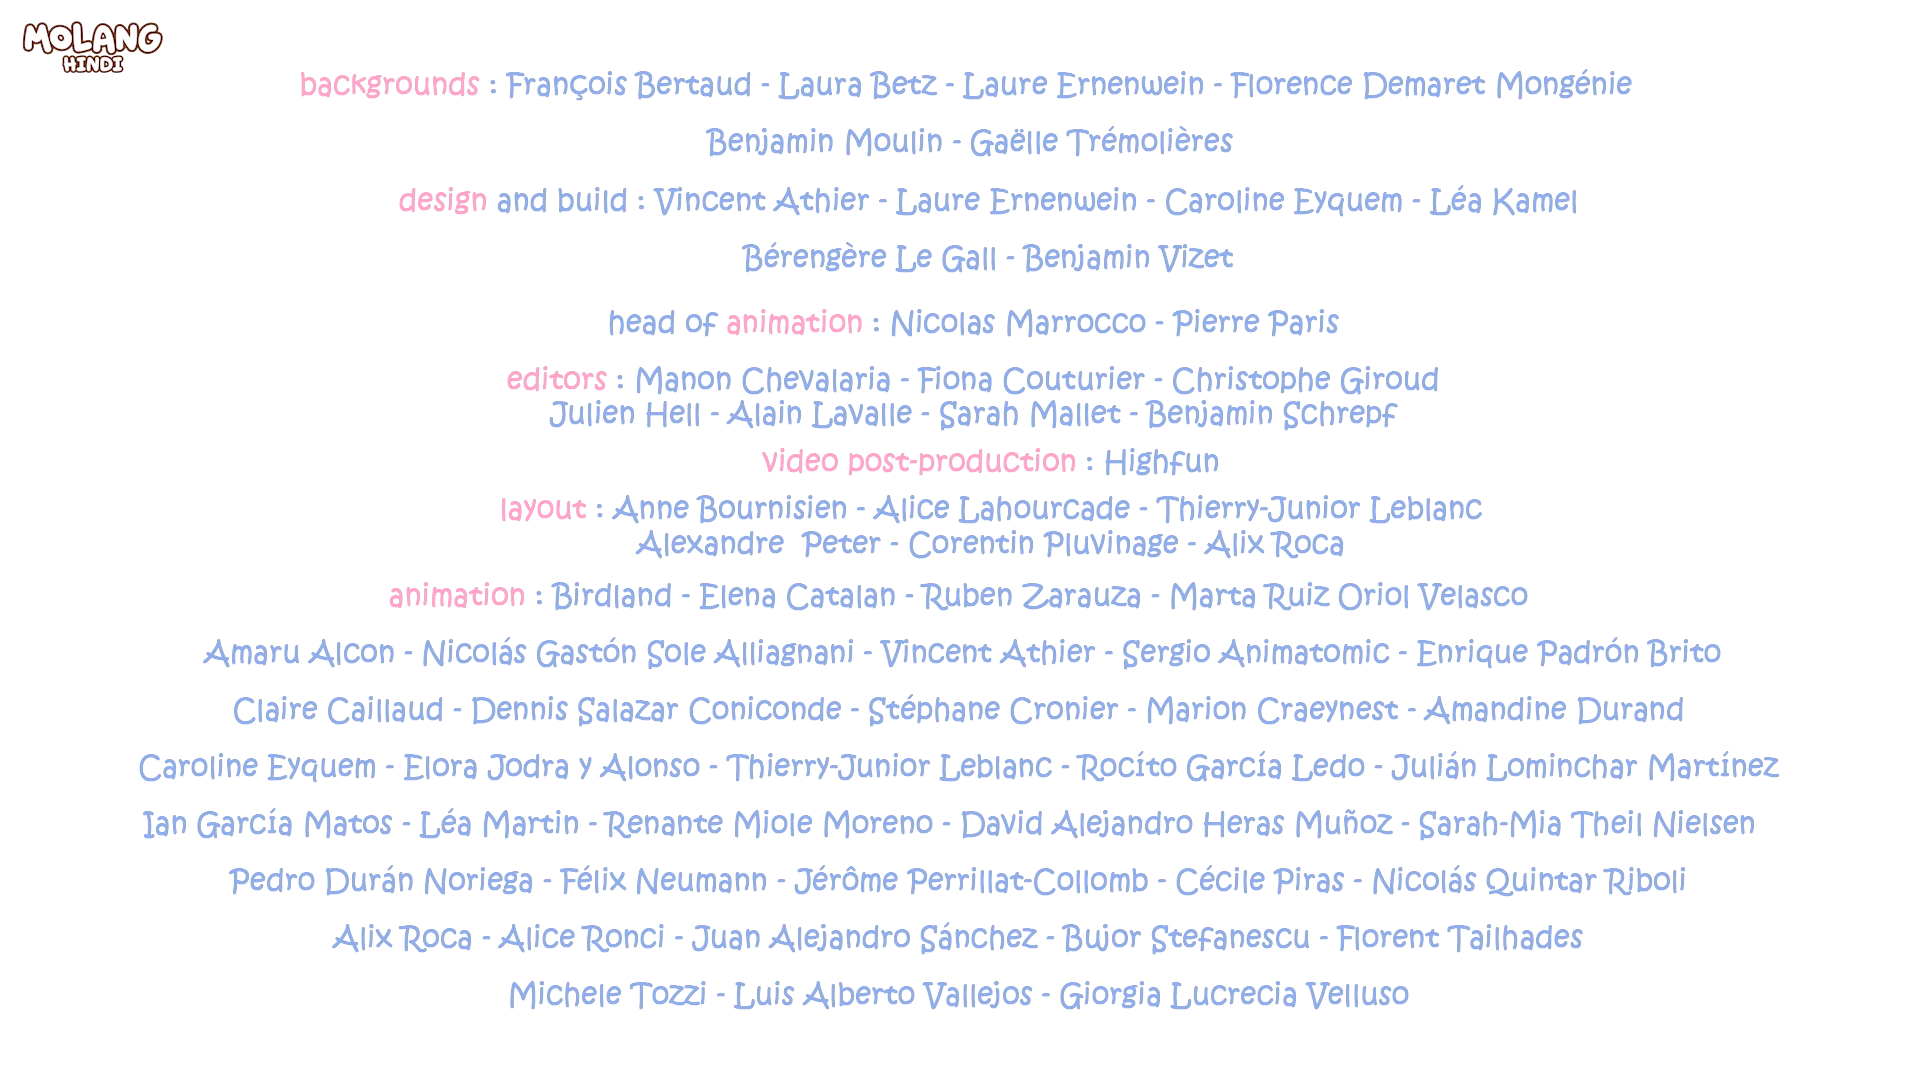 MOLANG
HINDI
backgrounds : François Bertaud - Laura Betz - Laure Ernenwein - Florence Demaret Mongénie
Benjamin Moulin - Gaëlle Trémolières
design and build : Vincent Athier - Laure Ernenwein - Caroline Eyquem - Léa Kamel
Bérengère Le Gall - Benjamin Vizet
head of animation : Nicolas Marrocco - Pierre Paris
editors : Manon Chevalaria - Fiona Couturier - Christophe Giroud
Julien Hell - Alain Lavalle - Sarah Mallet - Benjamin Schrepf
video post-production : Highfun
layout : Anne Bournisien - Alice Lahourcade - Thierry-Junior Leblanc
Alexandre  Peter - Corentin Pluvinage - Alix Roca
animation : Birdland - Elena Catalan - Ruben Zarauza - Marta Ruiz Oriol Velasco
Amaru Alcon - Nicolás Gastón Sole Alliagnani - Vincent Athier - Sergio Animatomic - Enrique Padrón Brito
Claire Caillaud - Dennis Salazar Coniconde - Stéphane Cronier - Marion Craeynest - Amandine Durand
Caroline Eyquem - Elora Jodra y Alonso - Thierry-Junior Leblanc - Rocíto García Ledo - Julián Lominchar Martínez
Ian García Matos - Léa Martin - Renante Miole Moreno - David Alejandro Heras Muñoz - Sarah-Mia Theil Nielsen
Pedro Durán Noriega - Félix Neumann - Jérôme Perrillat-Collomb - Cécile Piras - Nicolás Quintar Riboli
Alix Roca - Alice Ronci - Juan Alejandro Sánchez - Bujor Stefanescu - Florent Tailhades
Michele Tozzi - Luis Alberto Vallejos - Giorgia Lucrecia Velluso